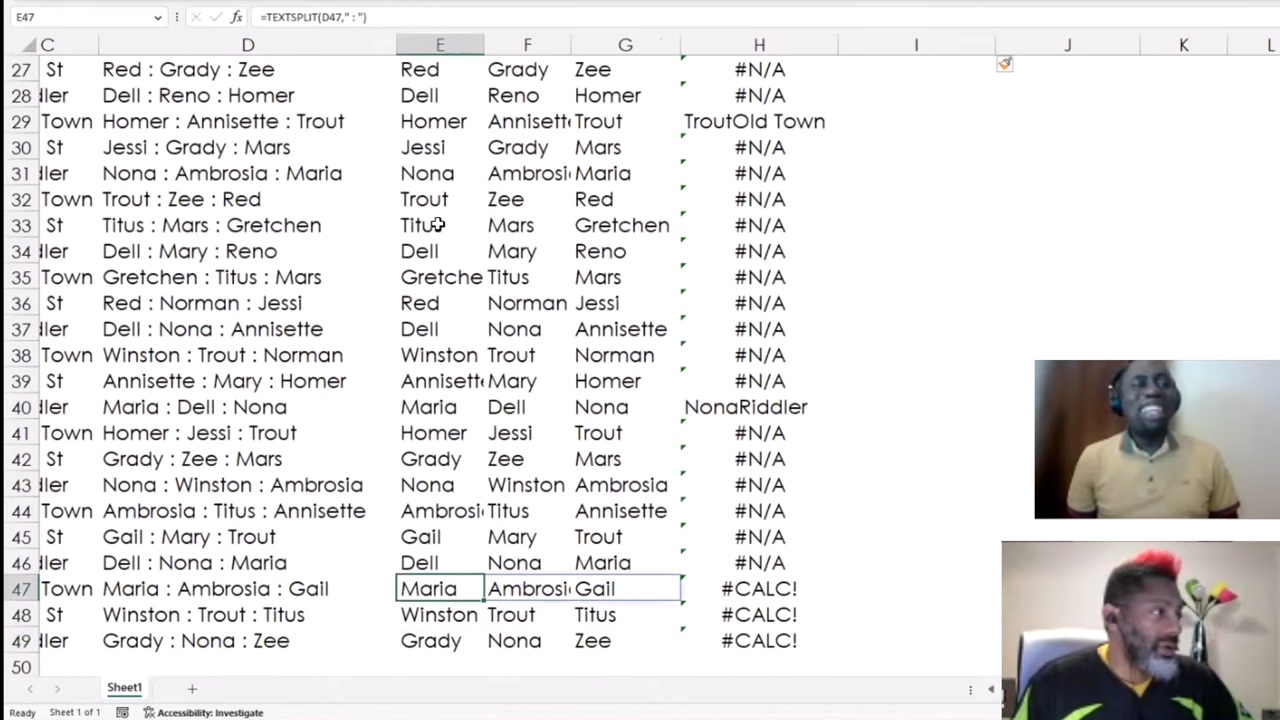 E47 fx =TEXTSPLIT(D47," : ")
C D E F G H I J K L
27 St Red : Grady : Zee Red Grady Zee #N/A
28 ller Dell : Reno : Homer Dell Reno Homer #N/A
29 Town Homer : Annisette : Trout Homer Annisett Trout TroutOld Town
30 St Jessi : Grady : Mars Jessi Grady Mars #N/A
31 ller Nona : Ambrosia : Maria Nona Ambrosi Maria #N/A
32 Town Trout : Zee : Red Trout Zee Red #N/A
33 St Titus : Mars : Gretchen Titus Mars Gretchen #N/A
34 ller Dell : Mary : Reno Dell Mary Reno #N/A
35 Town Gretchen : Titus : Mars Gretche Titus Mars #N/A
36 St Red : Norman : Jessi Red Norman Jessi #N/A
37 ller Dell : Nona : Annisette Dell Nona Annisette #N/A
38 Town Winston : Trout : Norman Winston Trout Norman #N/A
39 St Annisette : Mary : Homer Annisett Mary Homer #N/A
40 ller Maria : Dell : Nona Maria Dell Nona NonaRiddler
41 Town Homer : Jessi : Trout Homer Jessi Trout #N/A
42 St Grady : Zee : Mars Grady Zee Mars #N/A
43 ller Nona : Winston : Ambrosia Nona Winston Ambrosia #N/A
44 Town Ambrosia : Titus : Annisette Ambrosi Titus Annisette #N/A
45 St Gail : Mary : Trout Gail Mary Trout #N/A
46 ller Dell : Nona : Maria Dell Nona Maria #N/A
47 Town Maria : Ambrosia : Gail Maria Ambrosi Gail #CALC!
48 St Winston : Trout : Titus Winston Trout Titus #CALC!
49 ller Grady : Nona : Zee Grady Nona Zee #CALC!
50
Sheet1
Ready Sheet 1 of 1 Accessibility: Investigate